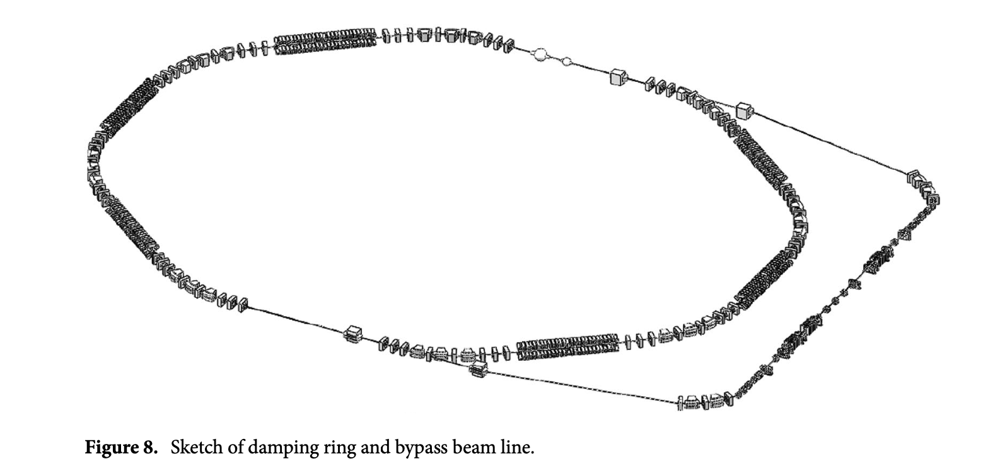 Figure 8. Sketch of damping ring and bypass beam line.